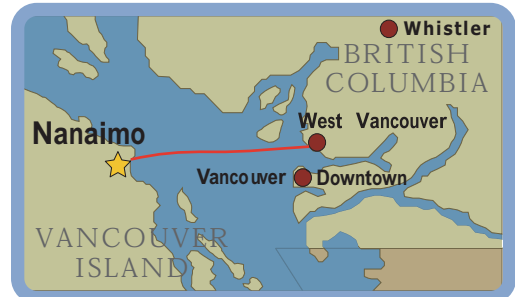 Whistler
BRITISH
COLUMBIA
West Vancouver
Nanaimo
Vancouver Downtown
VANCOUVER
ISLAND